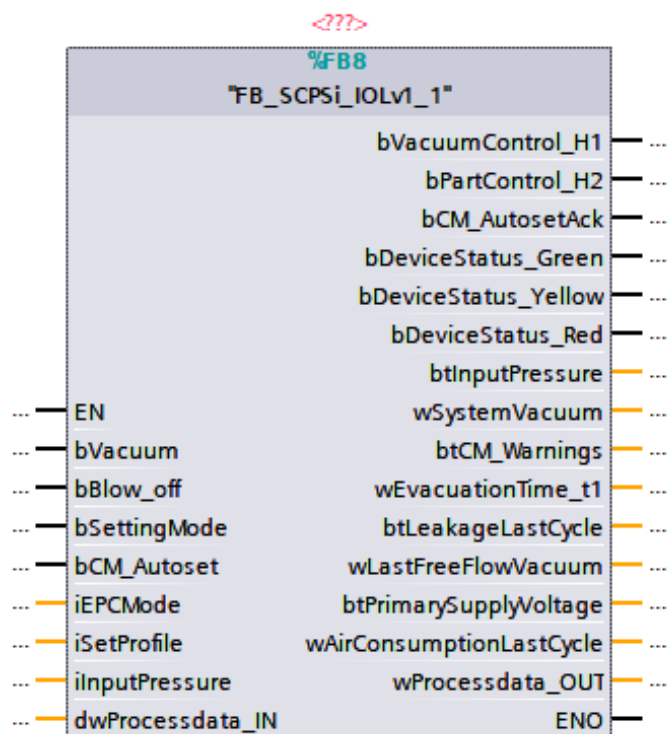 <???>
%FB8
"FB_SCPSi_IOLv1_1"
bVacuumControl_H1 ...
bPartControl_H2 ...
bCM_AutosetAck ...
bDeviceStatus_Green ...
bDeviceStatus_Yellow ...
bDeviceStatus_Red ...
btInputPressure ...
... EN wSystemVacuum ...
... bVacuum btCM_Warnings ...
... bBlow_off wEvacuationTime_t1 ...
... bSettingMode btLeakageLastCycle ...
... bCM_Autoset wLastFreeFlowVacuum ...
... iEPCMode btPrimarySupplyVoltage ...
... iSetProfile wAirConsumptionLastCycle ...
... iInputPressure wProcessdata_OUT ...
... dwProcessdata_IN ENO